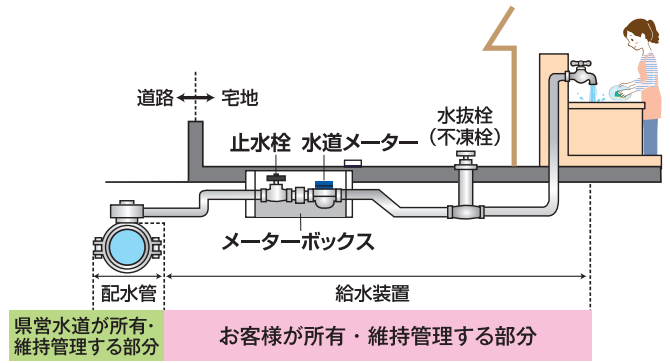 道路 宅地
止水栓 水道メーター
水抜栓
（不凍栓）
メーターボックス
配水管
給水装置
県営水道が所有・
維持管理する部分
お客様が所有・維持管理する部分